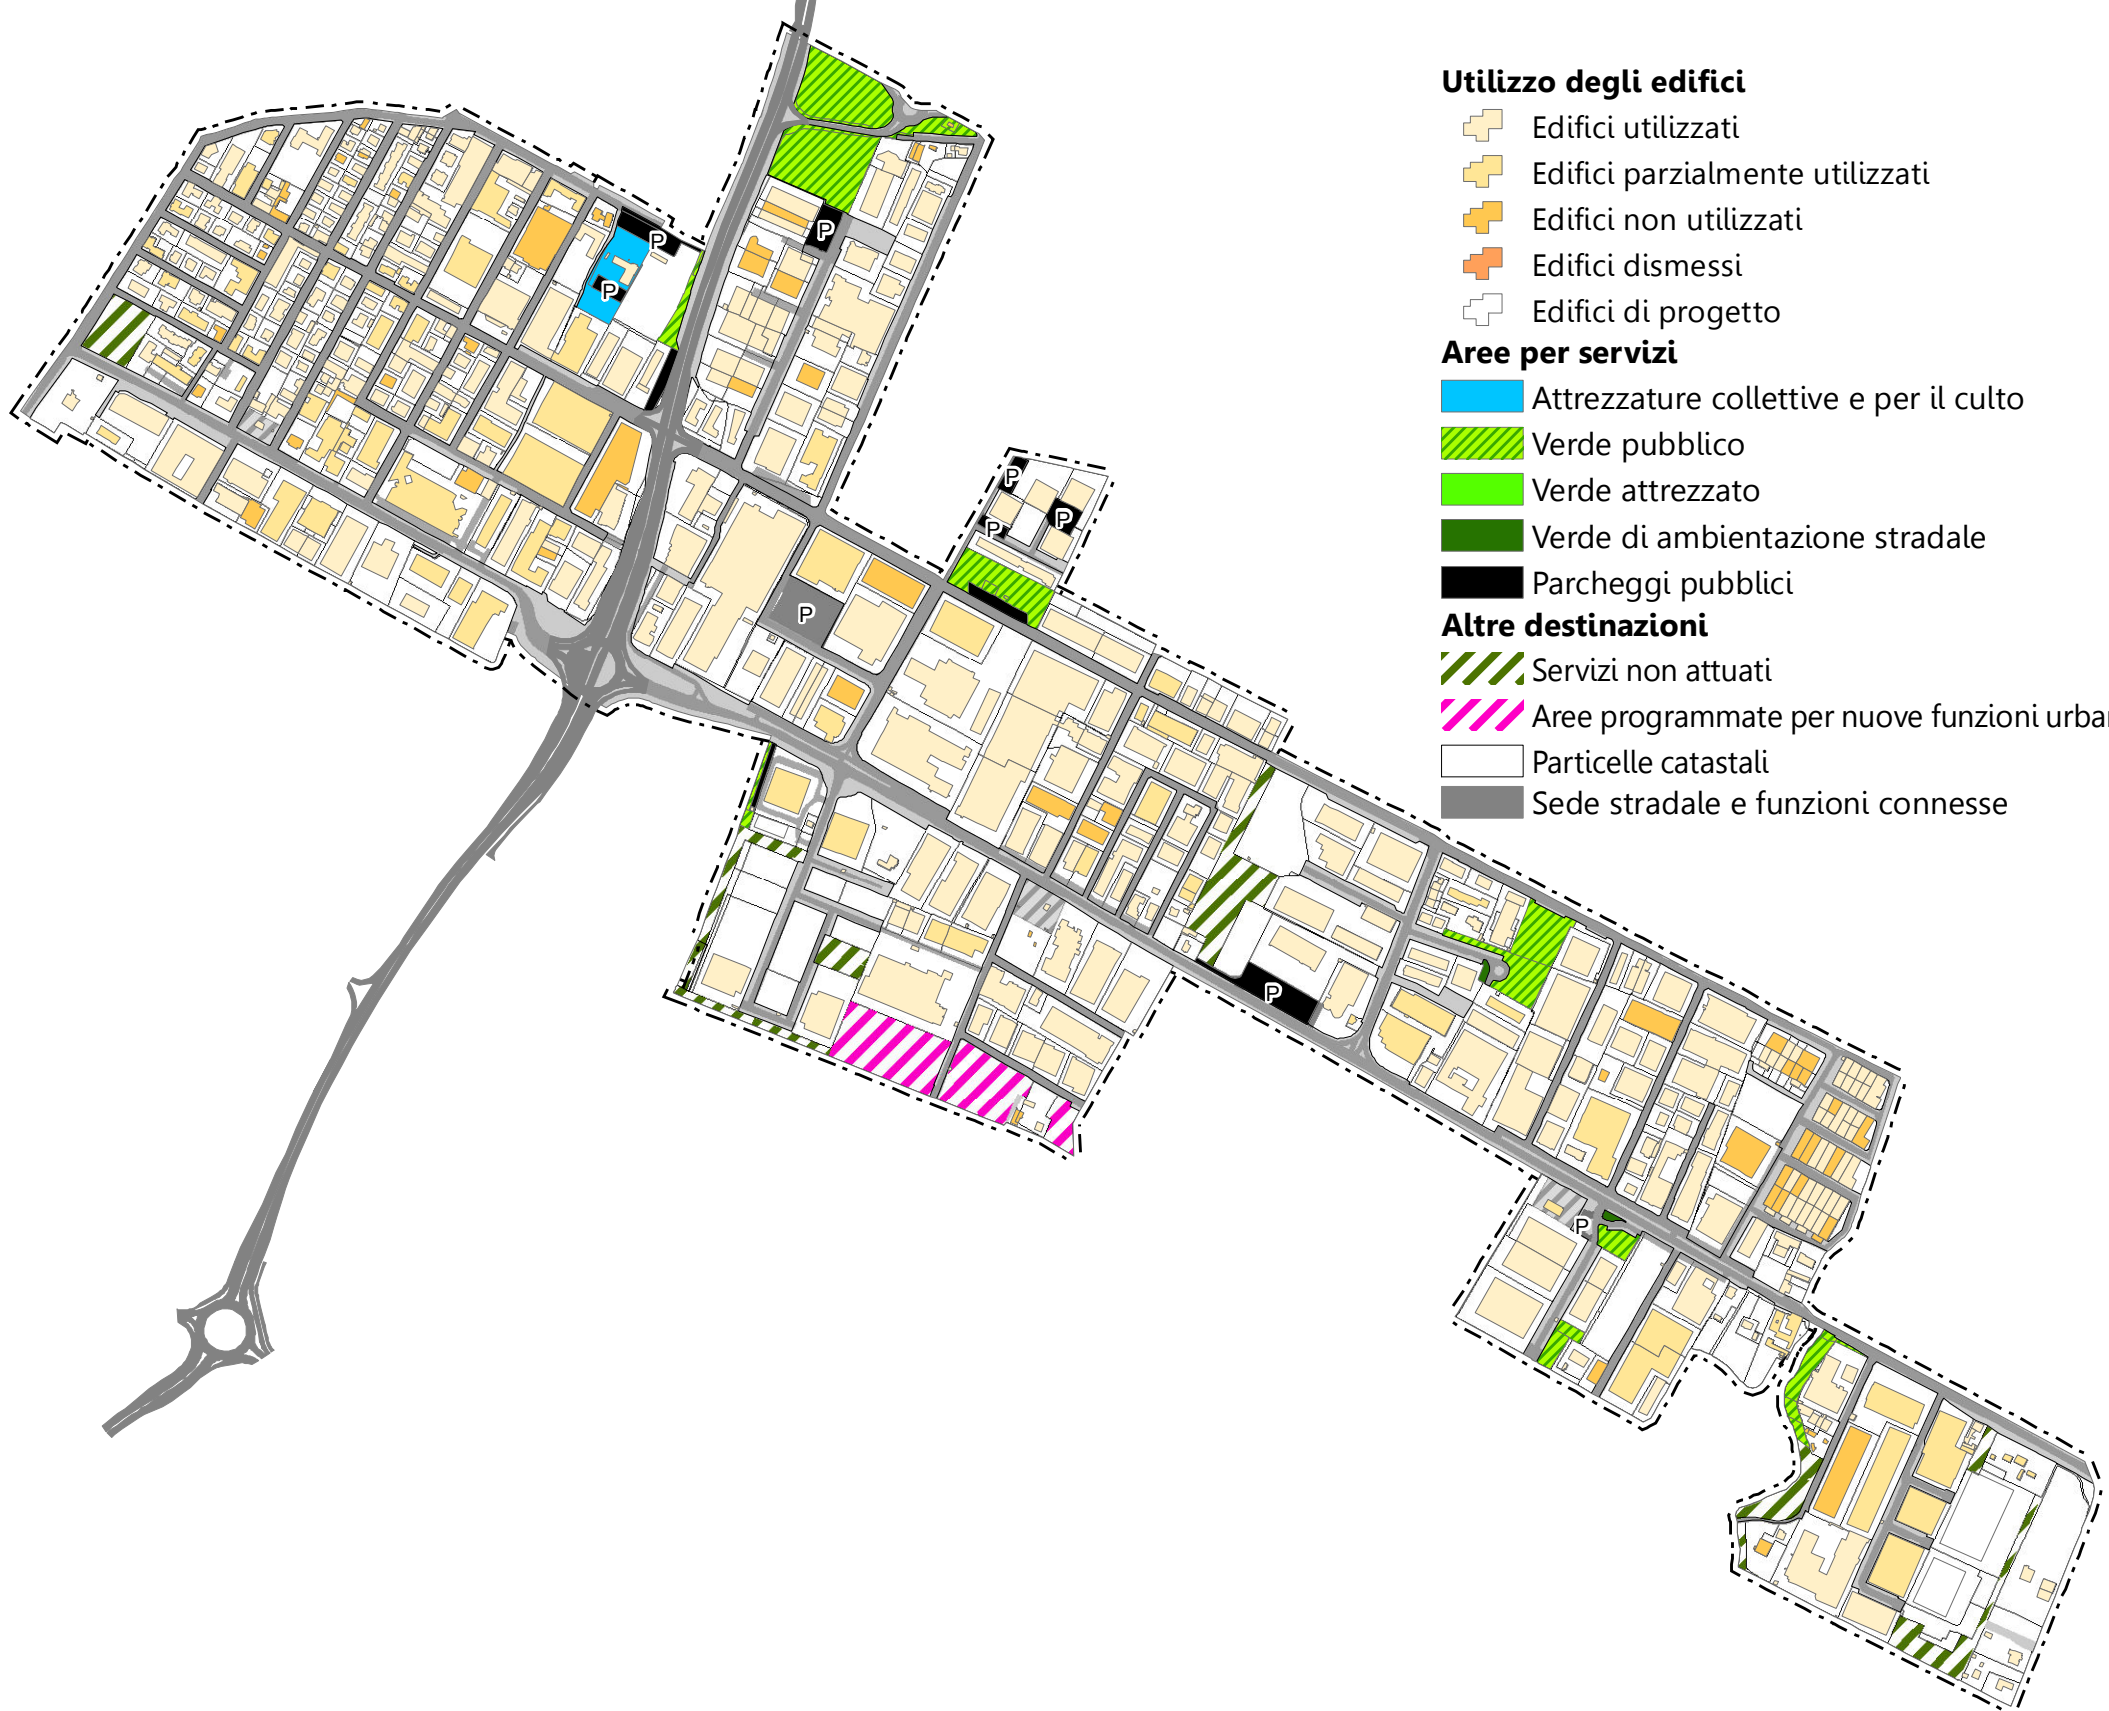 Utilizzo degli edifici
Edifici utilizzati
Edifici parzialmente utilizzati
Edifici non utilizzati
Edifici dismessi
Edifici di progetto
Aree per servizi
Attrezzature collettive e per il culto
Verde pubblico
Verde attrezzato
Verde di ambientazione stradale
Parcheggi pubblici
Altre destinazioni
Servizi non attuati
Aree programmate per nuove funzioni urba
Particelle catastali
Sede stradale e funzioni connesse
P
P
P
P
P
P
P
P
P